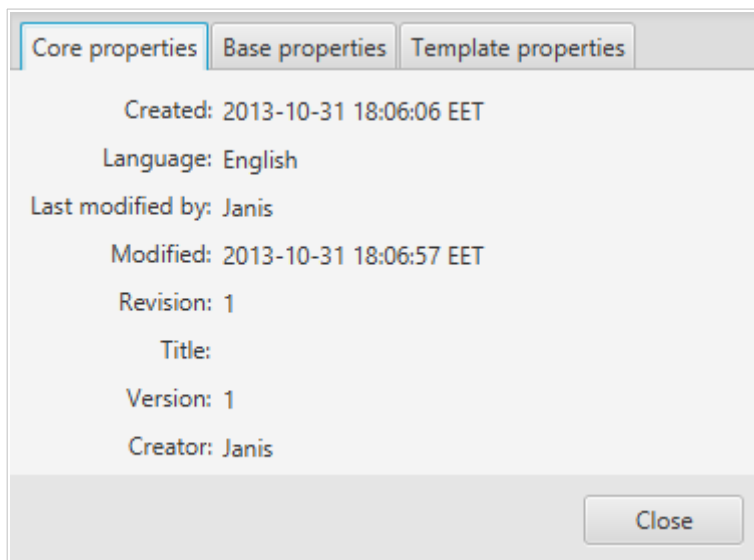 Core properties Base properties Template properties
Created: 2013-10-31 18:06:06 EET
Language: English
Last modified by: Janis
Modified: 2013-10-31 18:06:57 EET
Revision: 1
Title:
Version: 1
Creator: Janis
Close